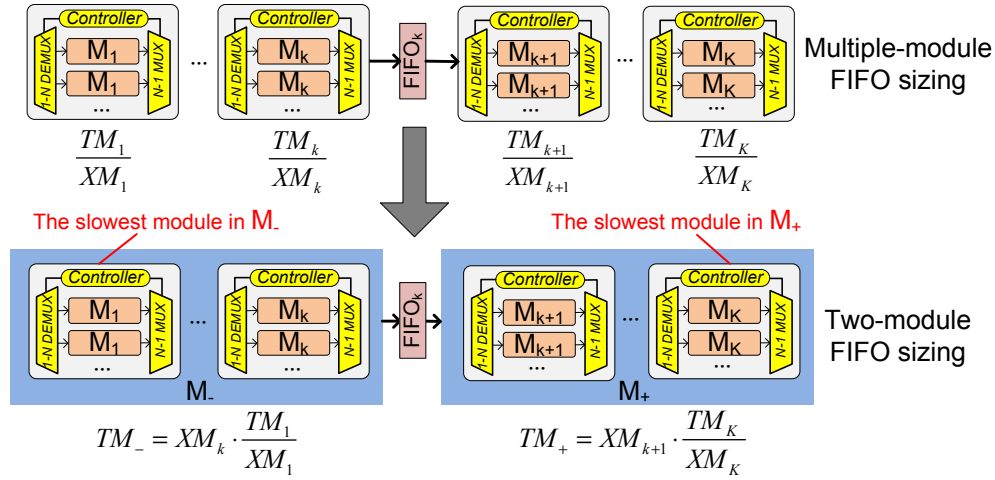 Controller
1-N DEMUX
M1
M1
...
N-1 MUX
...
Controller
1-N DEMUX
Mk
Mk
...
N-1 MUX
FIFOk
Controller
1-N DEMUX
Mk+1
Mk+1
...
N-1 MUX
...
Controller
1-N DEMUX
MK
MK
...
N-1 MUX
Multiple-module
FIFO sizing
TM1
XM1
TMk
XMk
TMk+1
XMk+1
TMK
XMK
The slowest module in M-
The slowest module in M+
Controller
1-N DEMUX
M1
M1
...
N-1 MUX
...
Controller
1-N DEMUX
Mk
Mk
...
N-1 MUX
M-
FIFOk
Controller
1-N DEMUX
Mk+1
Mk+1
...
N-1 MUX
...
Controller
1-N DEMUX
MK
MK
...
N-1 MUX
M+
Two-module
FIFO sizing
TM- = XMk · TM1 / XM1
TM+ = XMk+1 · TMK / XMK